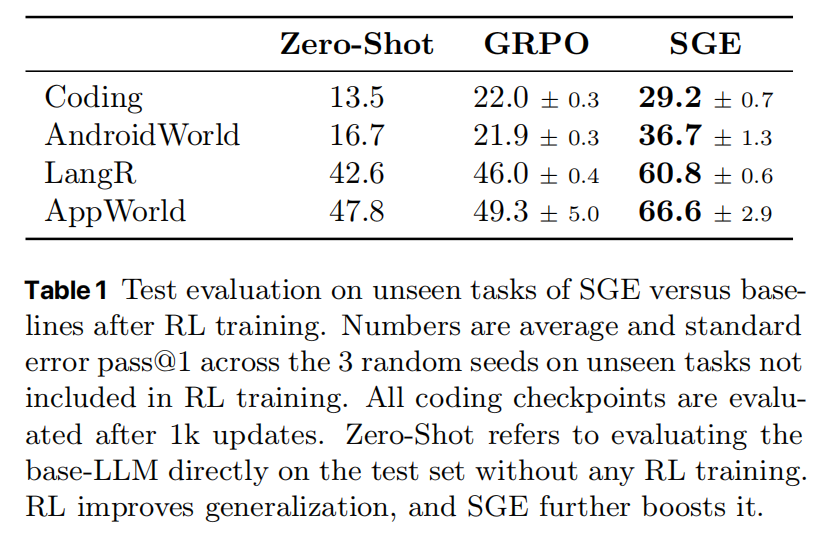 Zero-Shot GRPO SGE
Coding 13.5 22.0 ± 0.3 29.2 ± 0.7
AndroidWorld 16.7 21.9 ± 0.3 36.7 ± 1.3
LangR 42.6 46.0 ± 0.4 60.8 ± 0.6
AppWorld 47.8 49.3 ± 5.0 66.6 ± 2.9
Table 1 Test evaluation on unseen tasks of SGE versus base-
lines after RL training. Numbers are average and standard
error pass@1 across the 3 random seeds on unseen tasks not
included in RL training. All coding checkpoints are evalu-
ated after 1k updates. Zero-Shot refers to evaluating the
base-LLM directly on the test set without any RL training.
RL improves generalization, and SGE further boosts it.